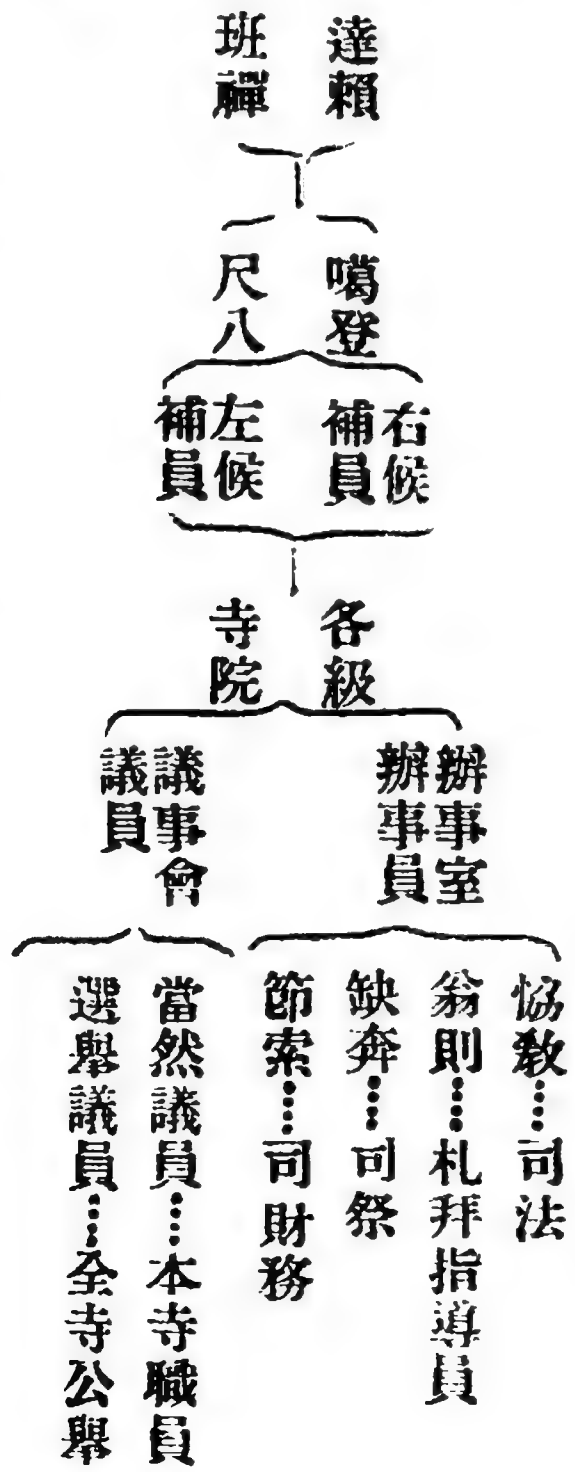 達賴
班禪
噶登
尺八
右候
補員
左候
補員
各級
寺院
辦事室
辦事員
議事會
議員
恊敎……司法
翁則……札拜指導員
缺奔……司祭
節索……司財務
當然議員……本寺職員
選舉議員……全寺公舉